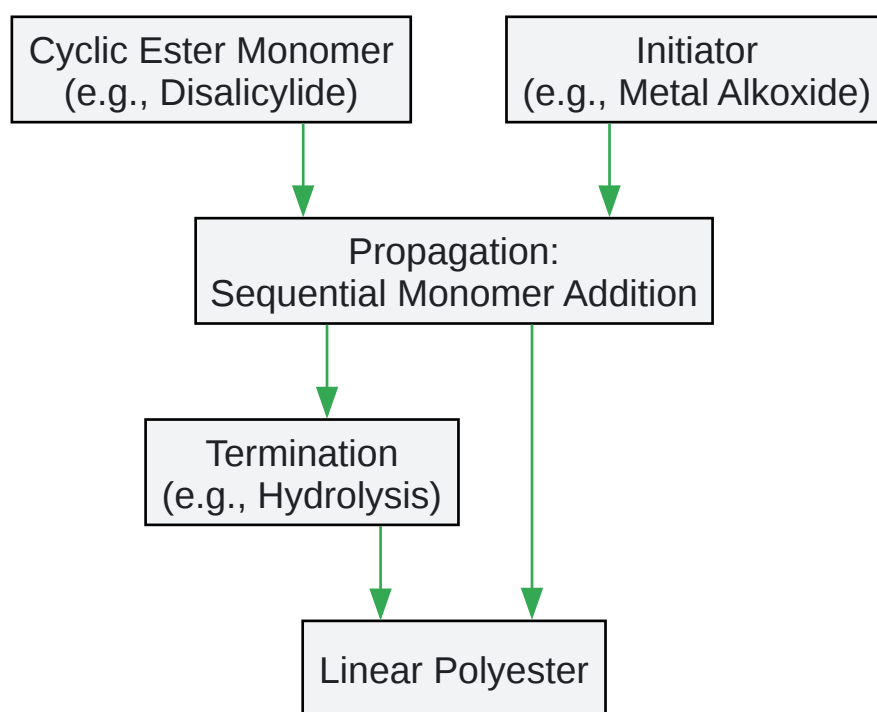 Cyclic Ester Monomer
(e.g., Disalicylide)
Initiator
(e.g., Metal Alkoxide)
Propagation:
Sequential Monomer Addition
Termination
(e.g., Hydrolysis)
Linear Polyester